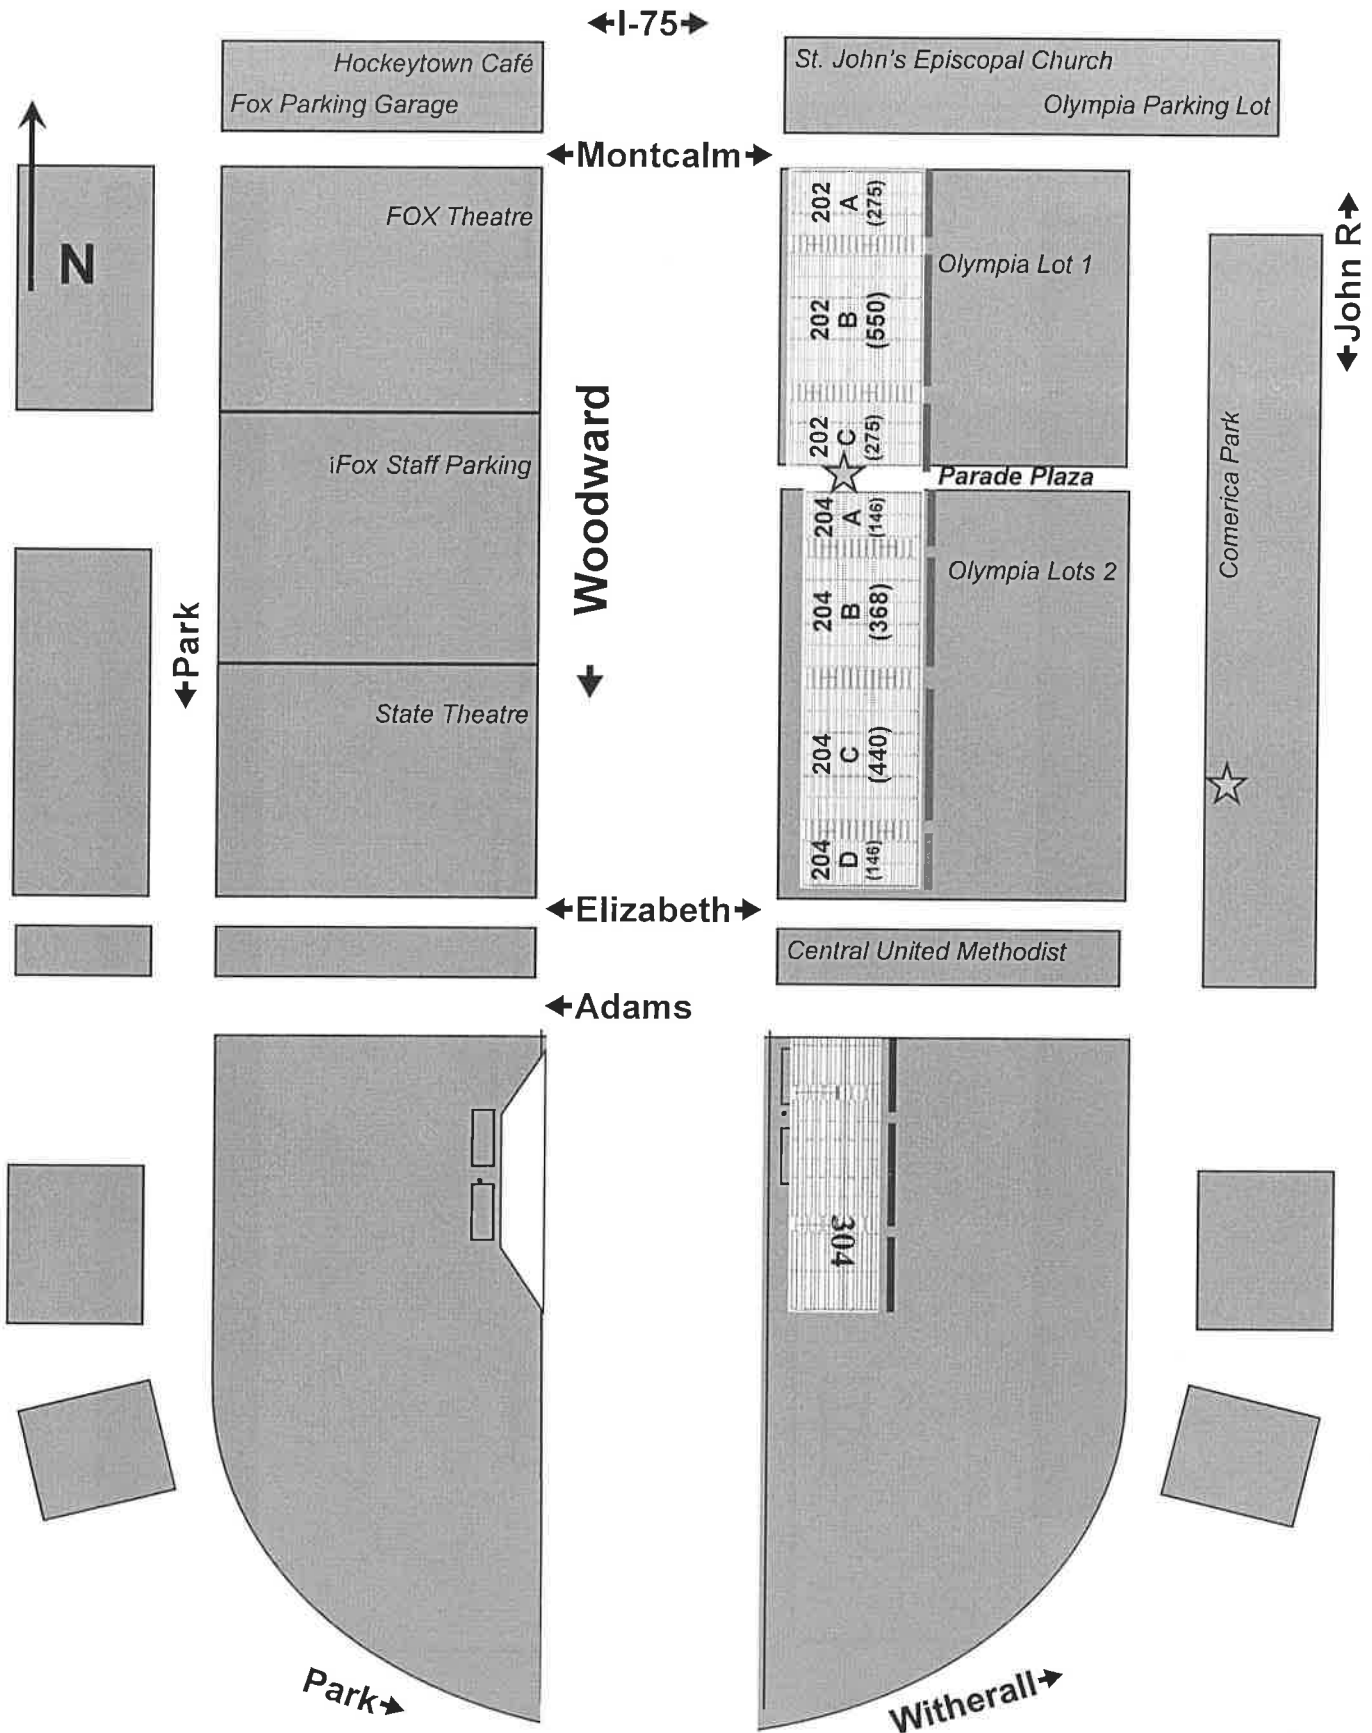 I-75
Hockeytown Café
Fox Parking Garage
St. John's Episcopal Church
Olympia Parking Lot
Montcalm
N
FOX Theatre
202
A
(275)
Olympia Lot 1
John R
202
B
(550)
Woodward
202
C
(275)
iFox Staff Parking
Parade Plaza
Comerica Park
204
A
(146)
Olympia Lots 2
204
B
(368)
Park
State Theatre
204
C
(440)
204
D
(146)
Elizabeth
Central United Methodist
Adams
304
Park
Witherall